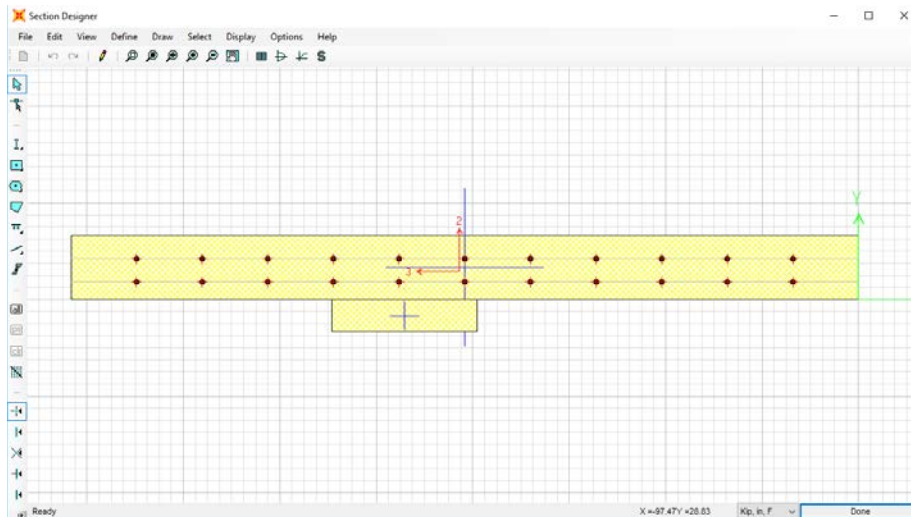 Section Designer
File Edit View Define Draw Select Display Options Help
Y
2
3
Ready
X =-97.47Y =28.83
Kip, in, F
Done